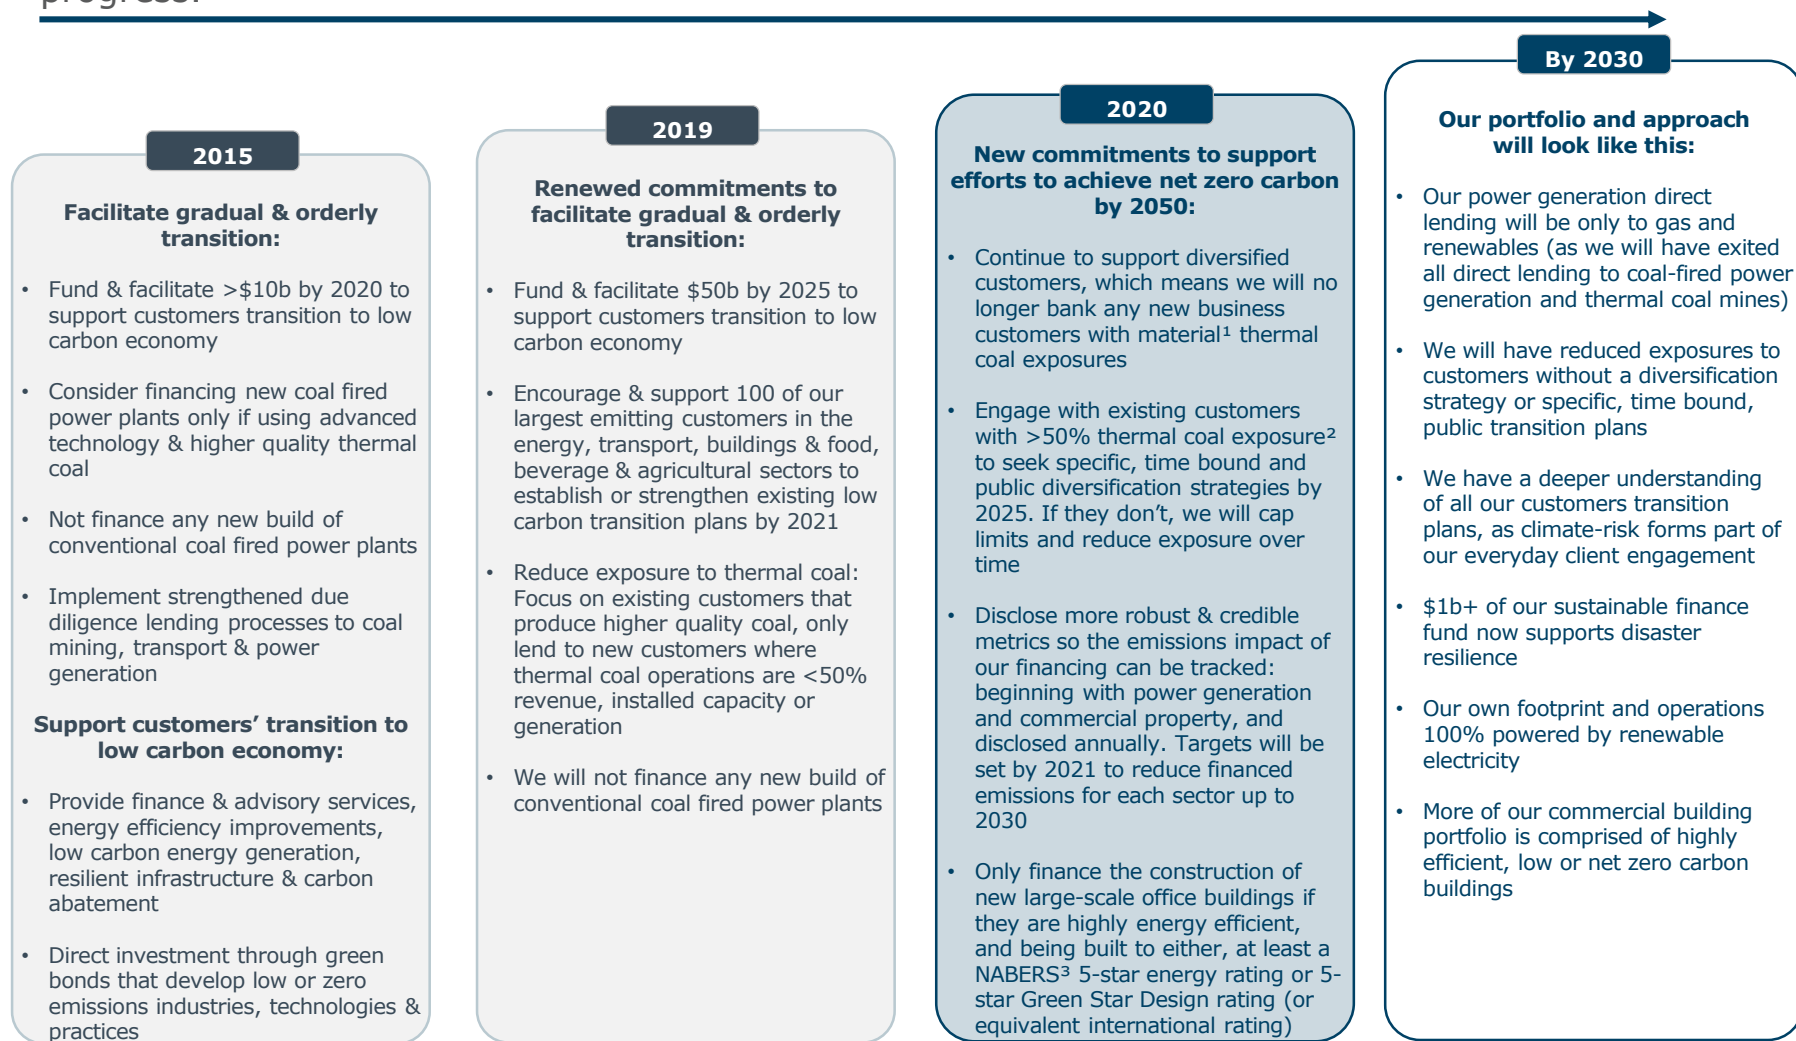 progress.
2015
Facilitate gradual & orderly
transition:
• Fund & facilitate >$10b by 2020 to
support customers transition to low
carbon economy
• Consider financing new coal fired
power plants only if using advanced
technology & higher quality thermal
coal
• Not finance any new build of
conventional coal fired power plants
• Implement strengthened due
diligence lending processes to coal
mining, transport & power
generation
Support customers’ transition to
low carbon economy:
• Provide finance & advisory services,
energy efficiency improvements,
low carbon energy generation,
resilient infrastructure & carbon
abatement
• Direct investment through green
bonds that develop low or zero
emissions industries, technologies &
practices
2019
Renewed commitments to
facilitate gradual & orderly
transition:
• Fund & facilitate $50b by 2025 to
support customers transition to low
carbon economy
• Encourage & support 100 of our
largest emitting customers in the
energy, transport, buildings & food,
beverage & agricultural sectors to
establish or strengthen existing low
carbon transition plans by 2021
• Reduce exposure to thermal coal:
Focus on existing customers that
produce higher quality coal, only
lend to new customers where
thermal coal operations are <50%
revenue, installed capacity or
generation
• We will not finance any new build of
conventional coal fired power plants
2020
New commitments to support
efforts to achieve net zero carbon
by 2050:
• Continue to support diversified
customers, which means we will no
longer bank any new business
customers with material¹ thermal
coal exposures
• Engage with existing customers
with >50% thermal coal exposure²
to seek specific, time bound and
public diversification strategies by
2025. If they don’t, we will cap
limits and reduce exposure over
time
• Disclose more robust & credible
metrics so the emissions impact of
our financing can be tracked:
beginning with power generation
and commercial property, and
disclosed annually. Targets will be
set by 2021 to reduce financed
emissions for each sector up to
2030
• Only finance the construction of
new large-scale office buildings if
they are highly energy efficient,
and being built to either, at least a
NABERS³ 5-star energy rating or 5-
star Green Star Design rating (or
equivalent international rating)
By 2030
Our portfolio and approach
will look like this:
• Our power generation direct
lending will be only to gas and
renewables (as we will have exited
all direct lending to coal-fired power
generation and thermal coal mines)
• We will have reduced exposures to
customers without a diversification
strategy or specific, time bound,
public transition plans
• We have a deeper understanding
of all our customers transition
plans, as climate-risk forms part of
our everyday client engagement
• $1b+ of our sustainable finance
fund now supports disaster
resilience
• Our own footprint and operations
100% powered by renewable
electricity
• More of our commercial building
portfolio is comprised of highly
efficient, low or net zero carbon
buildings